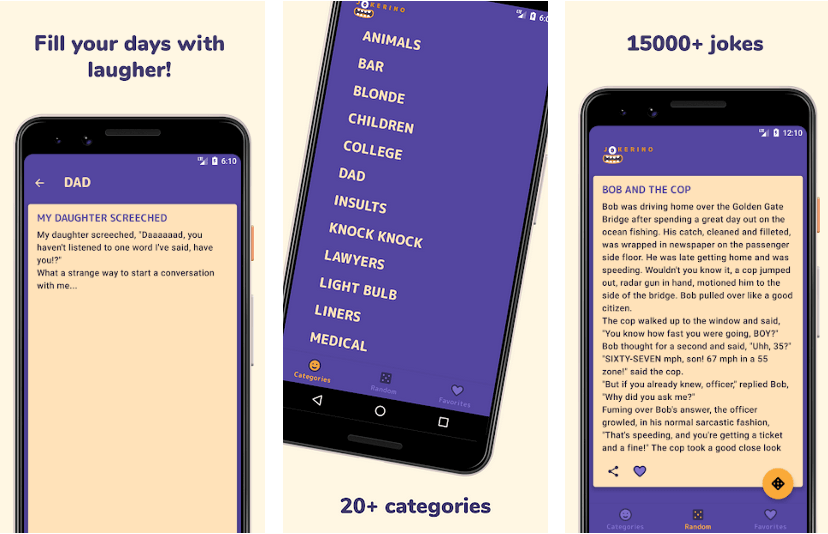 Fill your days with
laugher!
6:10
DAD
MY DAUGHTER SCREECHED
My daughter screeched, "Daaaaaad, you
haven't listened to one word I've said, have
you!?"
What a strange way to start a conversation
with me...
JOKERINO
6:0
ANIMALS
BAR
BLONDE
CHILDREN
COLLEGE
DAD
INSULTS
KNOCK KNOCK
LAWYERS
LIGHT BULB
LINERS
MEDICAL
Categories
Random
Favorites
20+ categories
15000+ jokes
12:10
JOKERINO
BOB AND THE COP
Bob was driving home over the Golden Gate
Bridge after spending a great day out on the
ocean fishing. His catch, cleaned and filleted,
was wrapped in newspaper on the passenger
side floor. He was late getting home and was
speeding. Wouldn't you know it, a cop jumped
out, radar gun in hand, motioned him to the
side of the bridge. Bob pulled over like a good
citizen.
The cop walked up to the window and said,
"You know how fast you were going, BOY?"
Bob thought for a second and said, "Uhh, 35?"
"SIXTY-SEVEN mph, son! 67 mph in a 55
zone!" said the cop.
"But if you already knew, officer," replied Bob,
"Why did you ask me?"
Fuming over Bob's answer, the officer
growled, in his normal sarcastic fashion,
"That's speeding, and you're getting a ticket
and a fine!" The cop took a good close look
Categories
Random
Favorites